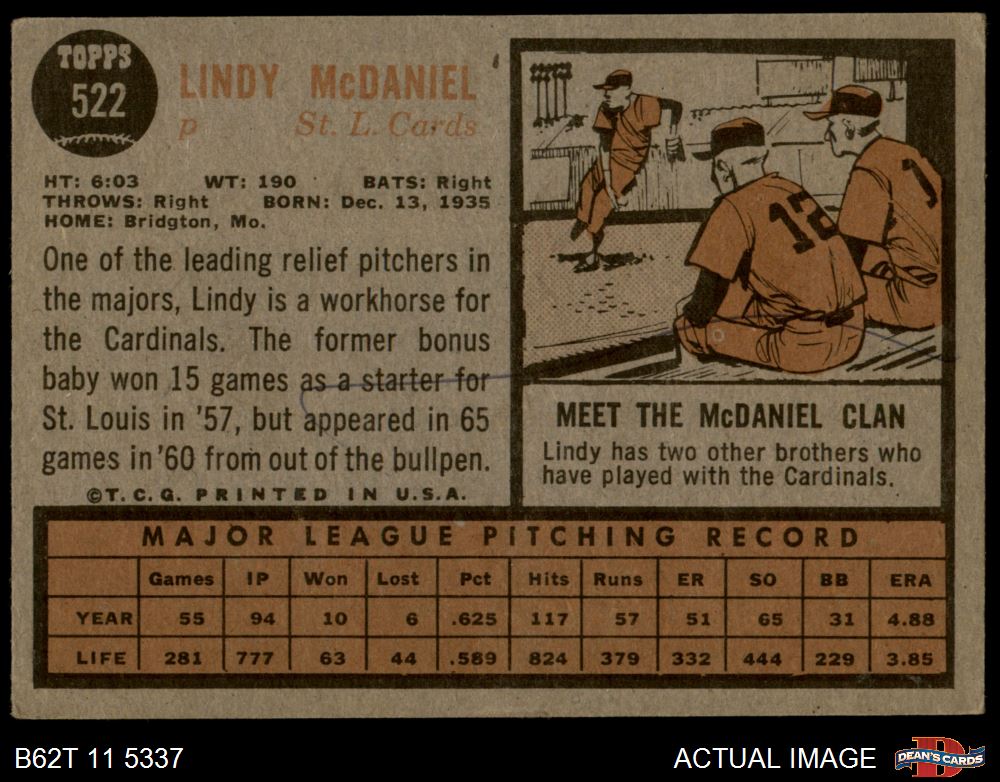 TOPPS
522
LINDY McDANIEL
p St. L. Cards
HT: 6:03 WT: 190 BATS: Right
THROWS: Right BORN: Dec. 13, 1935
HOME: Bridgton, Mo.
One of the leading relief pitchers in
the majors, Lindy is a workhorse for
the Cardinals. The former bonus
baby won 15 games as a starter for
St. Louis in '57, but appeared in 65
games in '60 from out of the bullpen.
©T.C.G. PRINTED IN U.S.A.
12
1
MEET THE McDANIEL CLAN
Lindy has two other brothers who
have played with the Cardinals.
MAJOR LEAGUE PITCHING RECORD
Games IP Won Lost Pct Hits Runs ER SO BB ERA
YEAR 55 94 10 6 .625 117 57 51 65 31 4.88
LIFE 281 777 63 44 .589 824 379 332 444 229 3.85
B62T 11 5337
ACTUAL IMAGE
D
DEAN'S CARDS